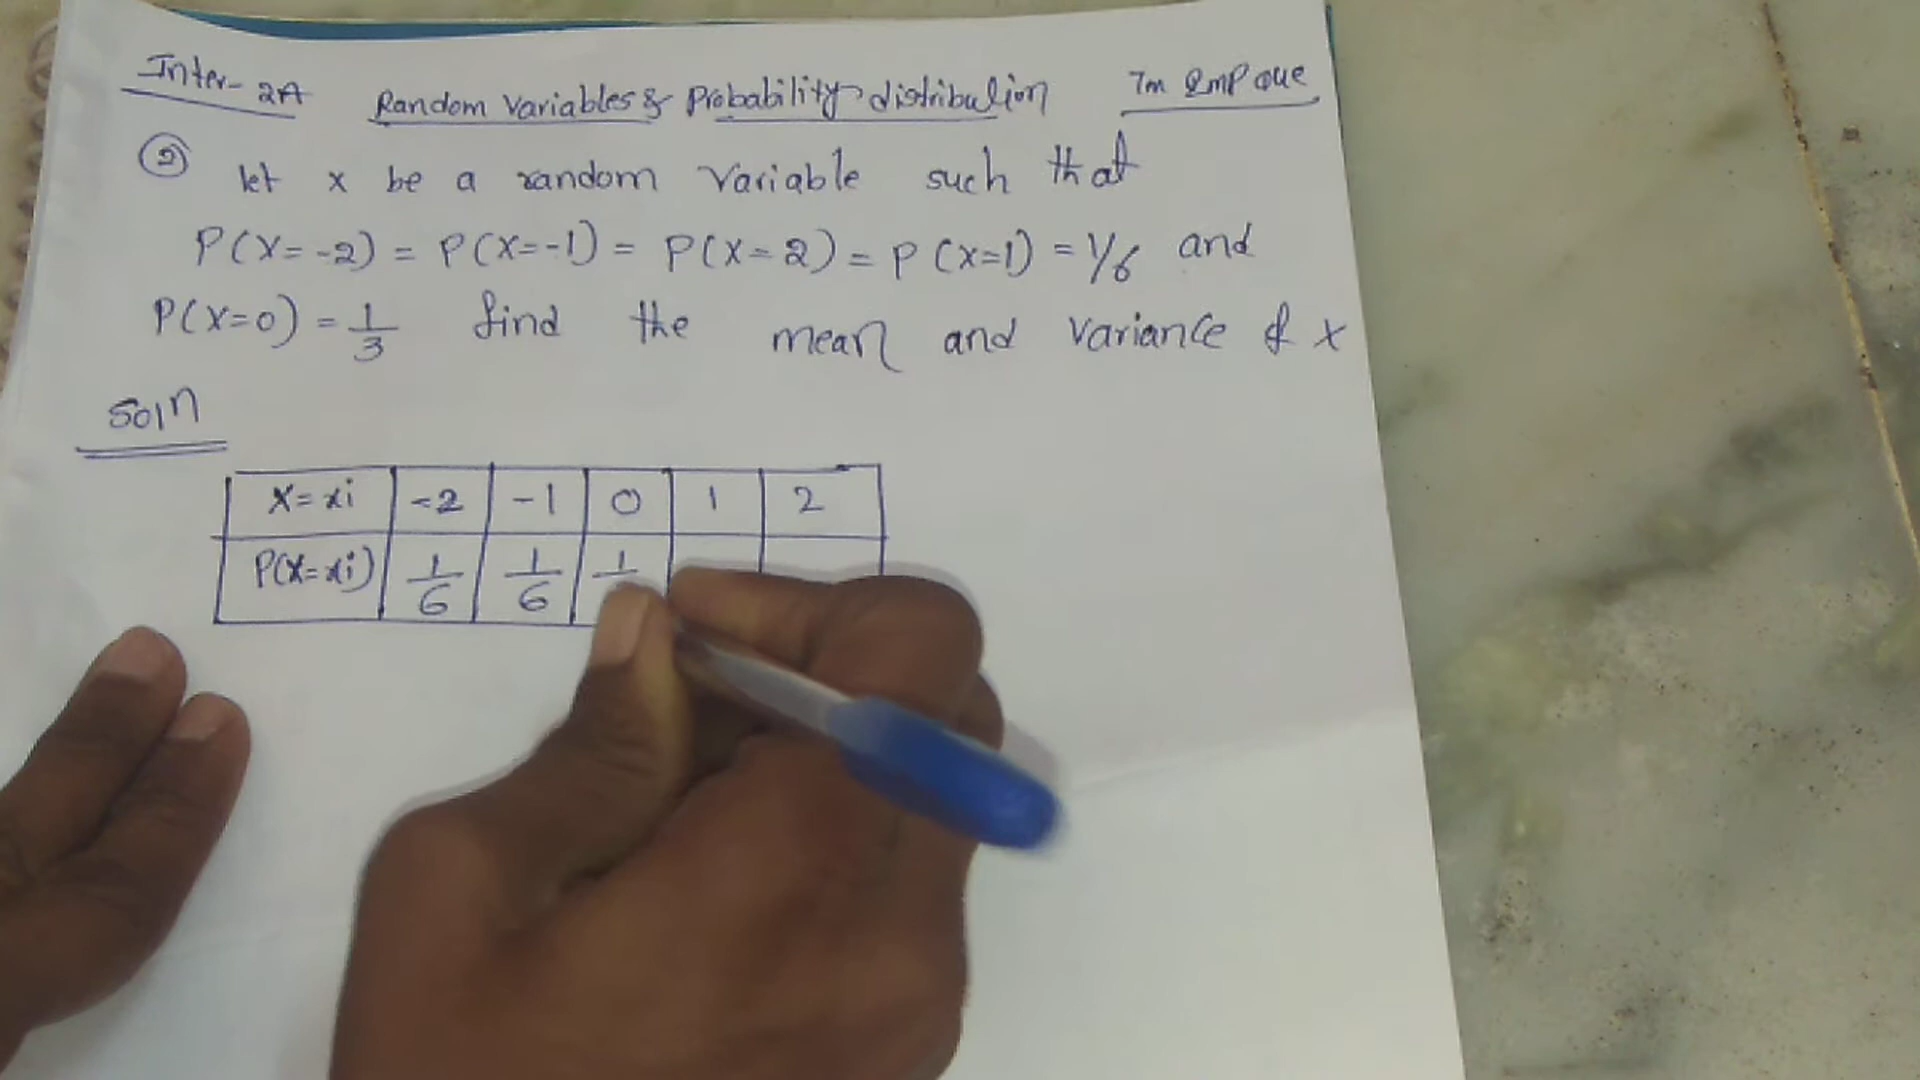 Inter-2A Random Variables & Probability distribution 7m Imp Que
② let x be a random variable such that
P(X=-2) = P(X=-1) = P(X=2) = P(X=1) = 1/6 and
P(X=0) = 1/3 find the mean and variance of x
Soln
X=xi -2 -1 0 1 2
P(X=xi) 1/6 1/6 1